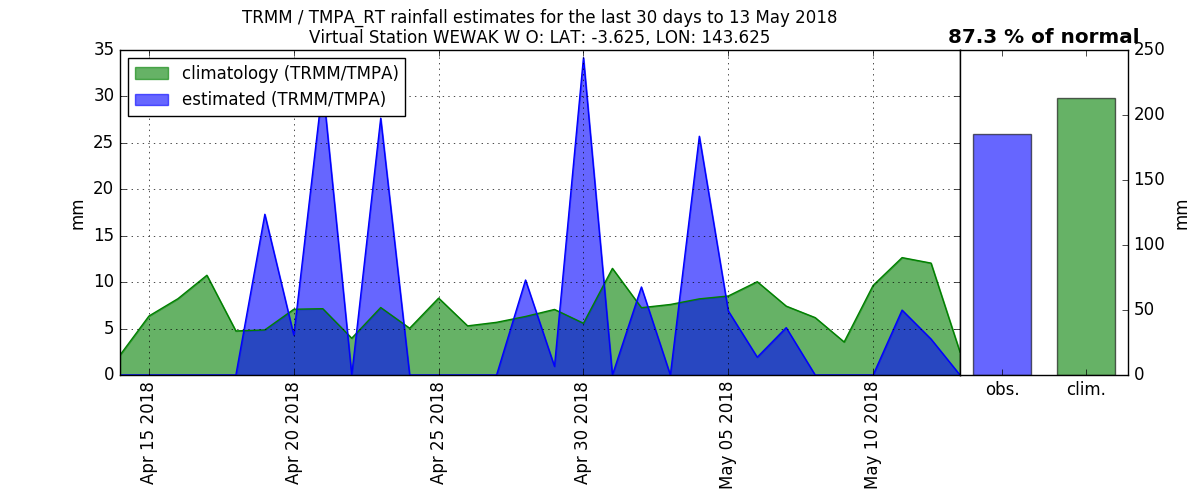 TRMM / TMPA_RT rainfall estimates for the last 30 days to 13 May 2018
Virtual Station WEWAK W O: LAT: -3.625, LON: 143.625
87.3 % of normal
climatology (TRMM/TMPA)
estimated (TRMM/TMPA)
35
30
25
20
15
10
5
0
mm
Apr 15 2018
Apr 20 2018
Apr 25 2018
Apr 30 2018
May 05 2018
May 10 2018
250
200
150
100
50
0
mm
obs.
clim.